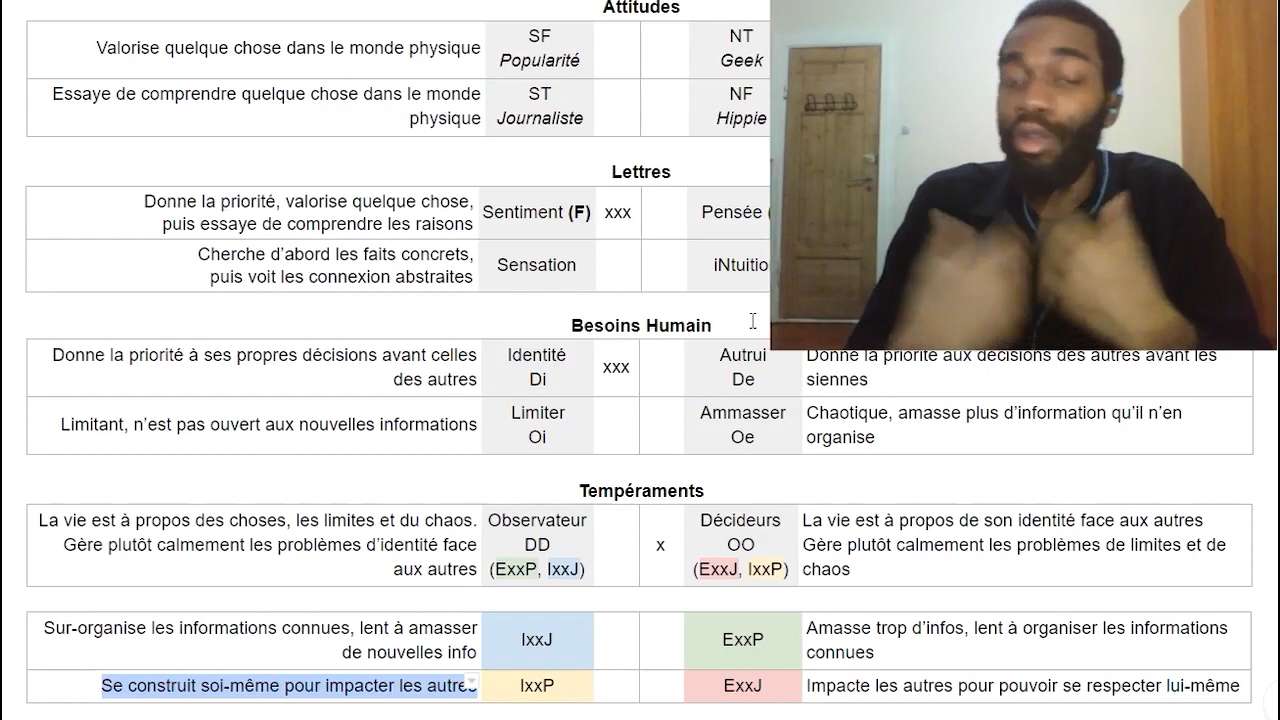 Attitudes
Valorise quelque chose dans le monde physique
SF
Popularité
NT
Geek
Essaye de comprendre quelque chose dans le monde
physique
ST
Journaliste
NF
Hippie
Lettres
Donne la priorité, valorise quelque chose,
puis essaye de comprendre les raisons
Sentiment (F)
xxx
Pensée (
Cherche d'abord les faits concrets,
puis voit les connexion abstraites
Sensation
iNtuitio
Besoins Humain
Donne la priorité à ses propres décisions avant celles
des autres
Identité
Di
xxx
Autrui
De
Donne la priorité aux décisions des autres avant les
siennes
Limitant, n'est pas ouvert aux nouvelles informations
Limiter
Oi
Ammasser
Oe
Chaotique, amasse plus d'information qu'il n'en
organise
Tempéraments
La vie est à propos des choses, les limites et du chaos.
Gère plutôt calmement les problèmes d'identité face
aux autres
Observateur
DD
(ExxP, IxxJ)
x
Décideurs
OO
(ExxJ, IxxP)
La vie est à propos de son identité face aux autres
Gère plutôt calmement les problèmes de limites et de
chaos
Sur-organise les informations connues, lent à amasser
de nouvelles info
IxxJ
ExxP
Amasse trop d'infos, lent à organiser les informations
connues
Se construit soi-même pour impacter les autres
IxxP
ExxJ
Impacte les autres pour pouvoir se respecter lui-même